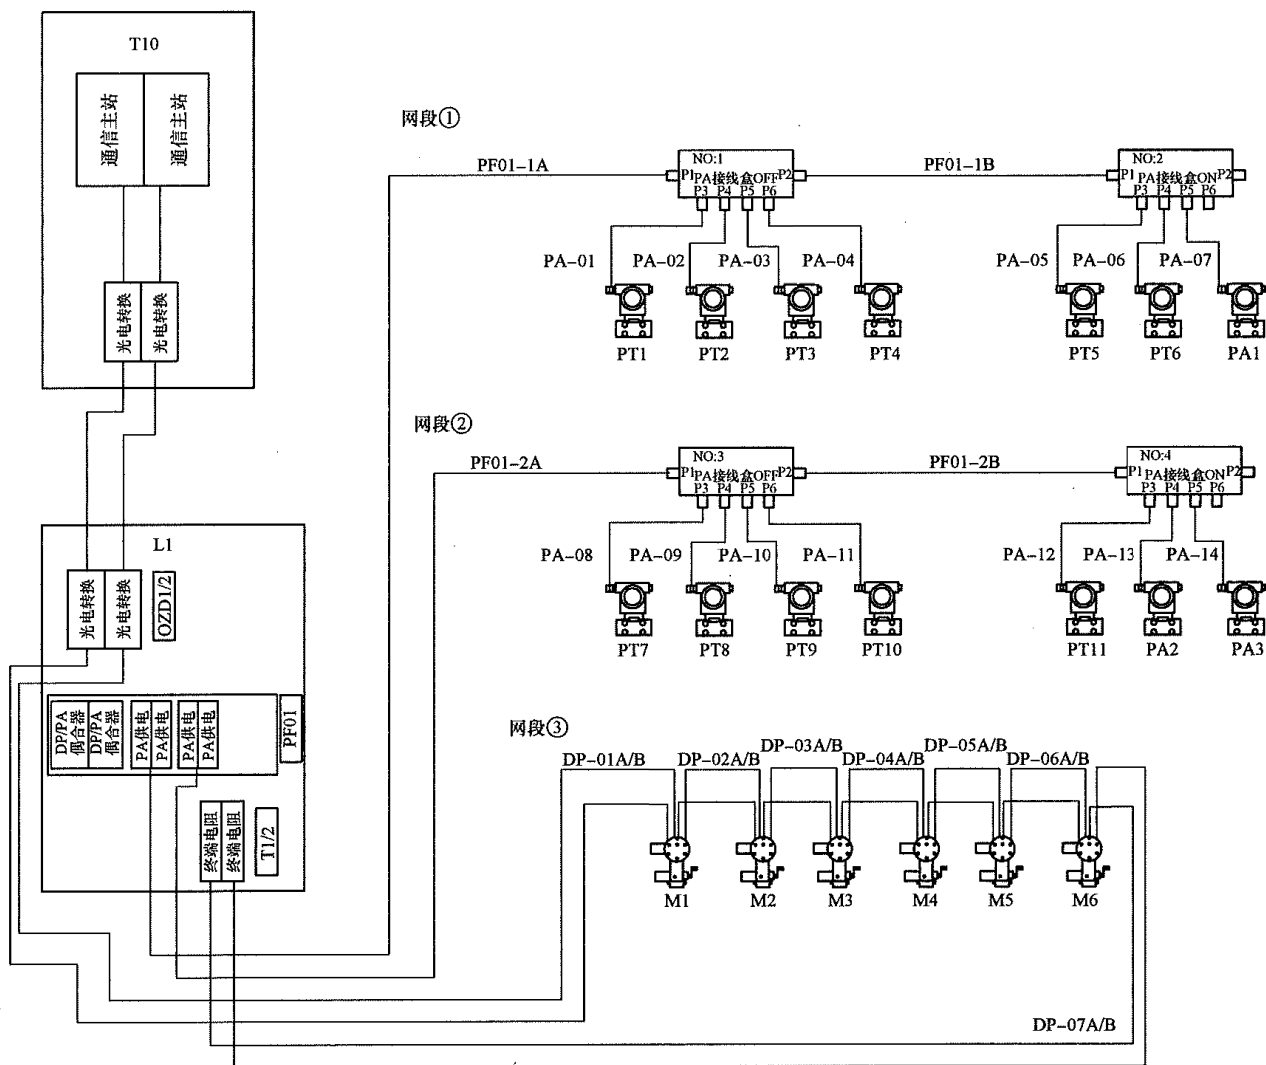 T10
通信主站
通信主站
光电转换
光电转换
L1
光电转换
光电转换
OZD1/2
DP/PA
偶合器
DP/PA
偶合器
PA供电
PA供电
PA供电
PA供电
PF01
终端电阻
终端电阻
T1/2
网段①
PF01-1A
NO:1
P1 PA接线盒OFF P2
P3 P4 P5 P6
PF01-1B
NO:2
P1 PA接线盒ON P2
P3 P4 P5 P6
PA-01 PA-02 PA-03 PA-04 PA-05 PA-06 PA-07
PT1 PT2 PT3 PT4 PT5 PT6 PA1
网段②
PF01-2A
NO:3
P1 PA接线盒OFF P2
P3 P4 P5 P6
PF01-2B
NO:4
P1 PA接线盒ON P2
P3 P4 P5 P6
PA-08 PA-09 PA-10 PA-11 PA-12 PA-13 PA-14
PT7 PT8 PT9 PT10 PT11 PA2 PA3
网段③
DP-01A/B DP-02A/B DP-03A/B DP-04A/B DP-05A/B DP-06A/B
M1 M2 M3 M4 M5 M6
DP-07A/B